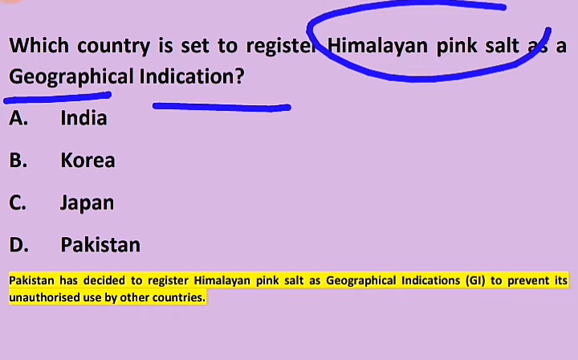 Which country is set to register Himalayan pink salt as a
Geographical Indication?
A. India
B. Korea
C. Japan
D. Pakistan
Pakistan has decided to register Himalayan pink salt as Geographical Indications (GI) to prevent its
unauthorised use by other countries.